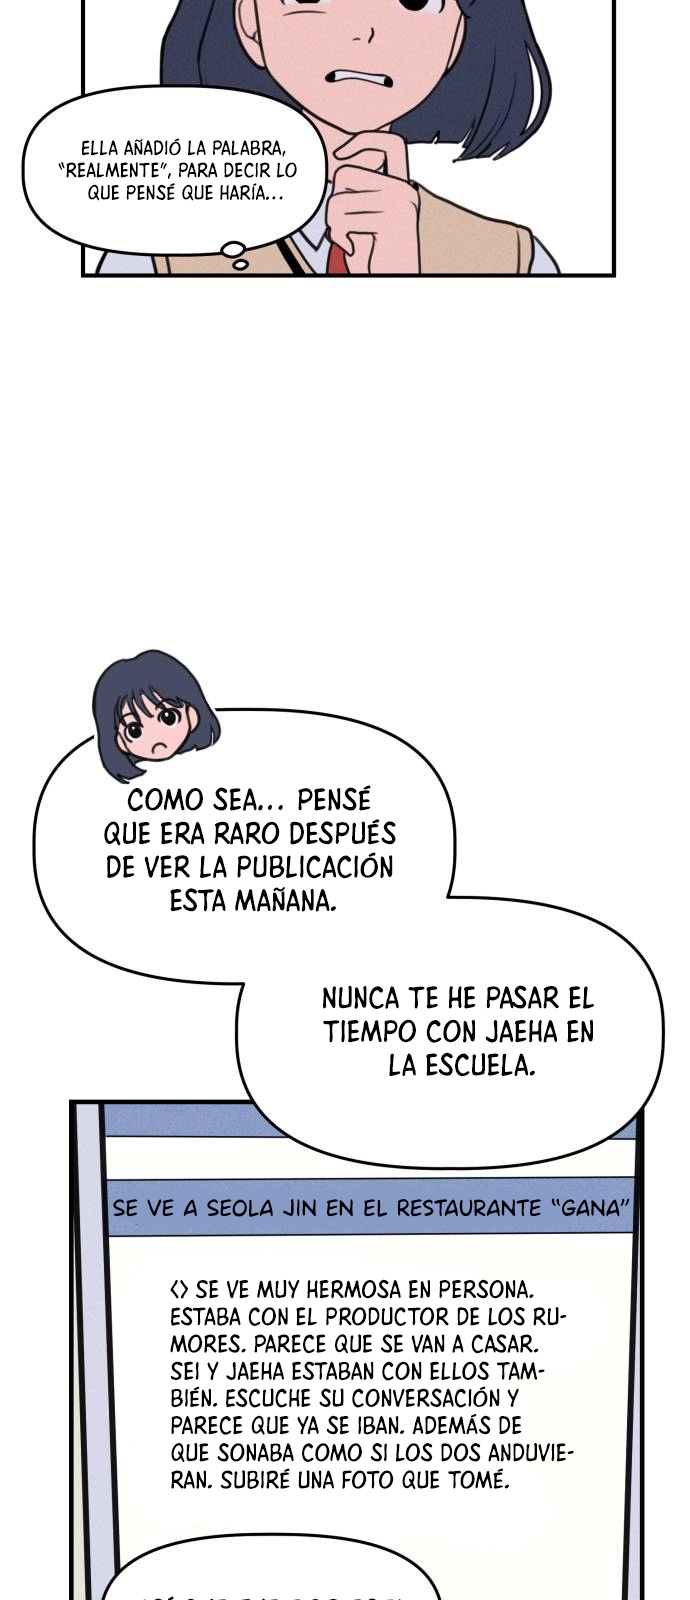 ELLA AÑADIÓ LA PALABRA,
"REALMENTE", PARA DECIR LO
QUE PENSÉ QUE HARÍA...
COMO SEA... PENSÉ
QUE ERA RARO DESPUÉS
DE VER LA PUBLICACIÓN
ESTA MAÑANA.
NUNCA TE HE PASAR EL
TIEMPO CON JAEHA EN
LA ESCUELA.
SE VE A SEOLA JIN EN EL RESTAURANTE "GANA"
<> SE VE MUY HERMOSA EN PERSONA.
ESTABA CON EL PRODUCTOR DE LOS RU-
MORES. PARECE QUE SE VAN A CASAR.
SEI Y JAEHA ESTABAN CON ELLOS TAM-
BIÉN. ESCUCHE SU CONVERSACIÓN Y
PARECE QUE YA SE IBAN. ADEMÁS DE
QUE SONABA COMO SI LOS DOS ANDUVIE-
RAN. SUBIRÉ UNA FOTO QUE TOMÉ.